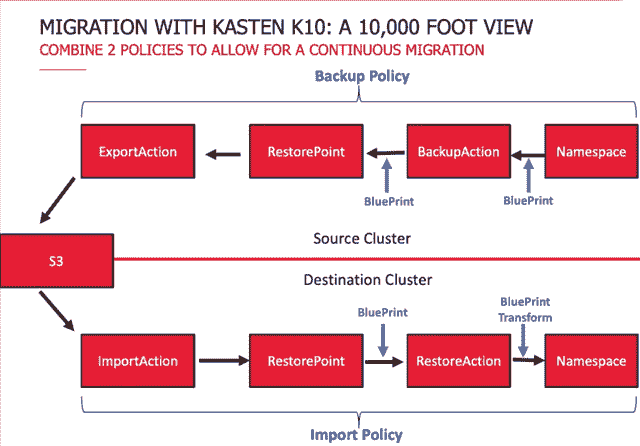 MIGRATION WITH KASTEN K10: A 10,000 FOOT VIEW
COMBINE 2 POLICIES TO ALLOW FOR A CONTINUOUS MIGRATION
Backup Policy
ExportAction
RestorePoint
BackupAction
Namespace
BluePrint
BluePrint
Source Cluster
S3
Destination Cluster
BluePrint
BluePrint
Transform
ImportAction
RestorePoint
RestoreAction
Namespace
Import Policy